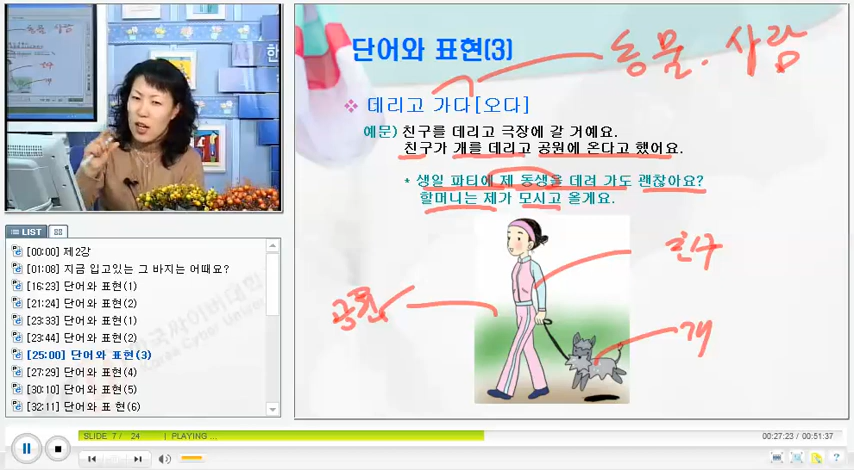 단어와 표현(3)
동물. 사람
❖ 데리고 가다[오다]
예문) 친구를 데리고 극장에 갈 거예요.
친구가 개를 데리고 공원에 온다고 했어요.
* 생일 파티에 제 동생을 데려 가도 괜찮아요?
할머니는 제가 모시고 올게요.
친구
공원
개
LIST
[00:00] 제2강
[01:08] 지금 입고있는 그 바지는 어때요?
[16:23] 단어와 표현(1)
[21:24] 단어와 표현(2)
[23:33] 단어와 표현(1)
[23:44] 단어와 표현(2)
[25:00] 단어와 표현(3)
[27:29] 단어와 표현(4)
[30:10] 단어와 표현(5)
[32:11] 단어와 표 현(6)
SLIDE 7 / 24 | PLAYING ...
00:27:23 / 00:51:37